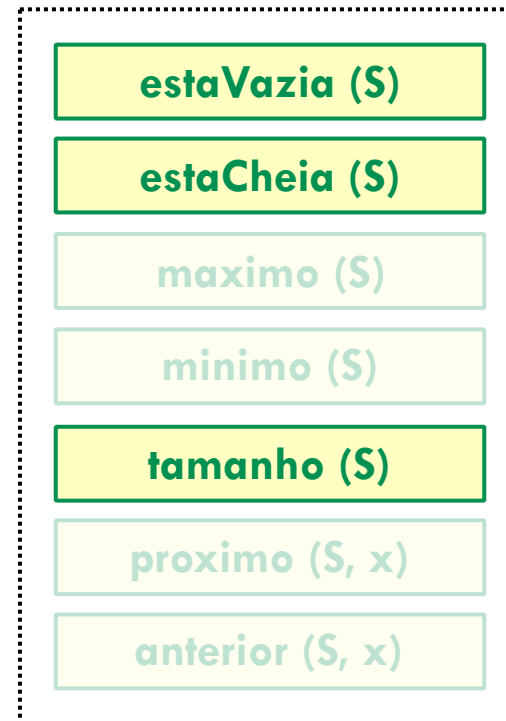 estaVazia (S)
estaCheia (S)
maximo (S)
minimo (S)
tamanho (S)
proximo (S, x)
anterior (S, x)